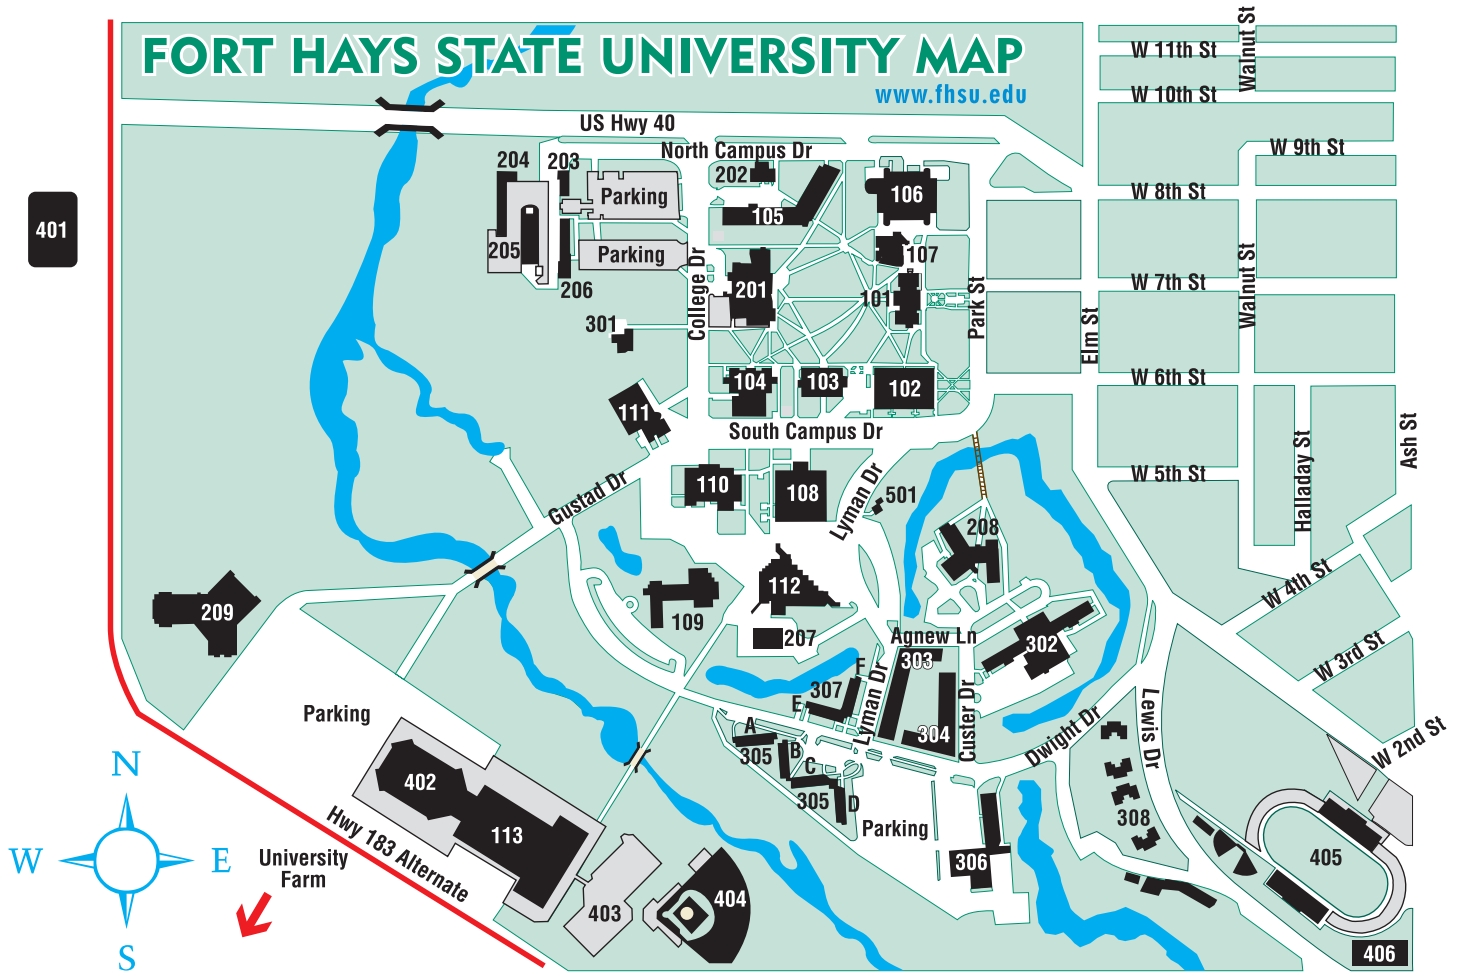 FORT HAYS STATE UNIVERSITY MAP
www.fhsu.edu
W 11th St
Walnut St
W 10th St
US Hwy 40
North Campus Dr
W 9th St
204
203
202
Parking
105
106
W 8th St
401
205
Parking
206
College Dr
201
107
101
Park St
W 7th St
Walnut St
301
Elm St
104
103
102
W 6th St
111
South Campus Dr
Halladay St
Ash St
Gustad Dr
110
108
Lyman Dr
501
W 5th St
208
209
109
112
207
Agnew Ln
302
W 4th St
W 3rd St
303
307
F
E
Lyman Dr
304
Custer Dr
Dwight Dr
Lewis Dr
W 2nd St
Parking
A
305
B
C
305
D
Parking
N
W
E
S
402
113
Hwy 183 Alternate
University
Farm
403
404
306
308
405
406